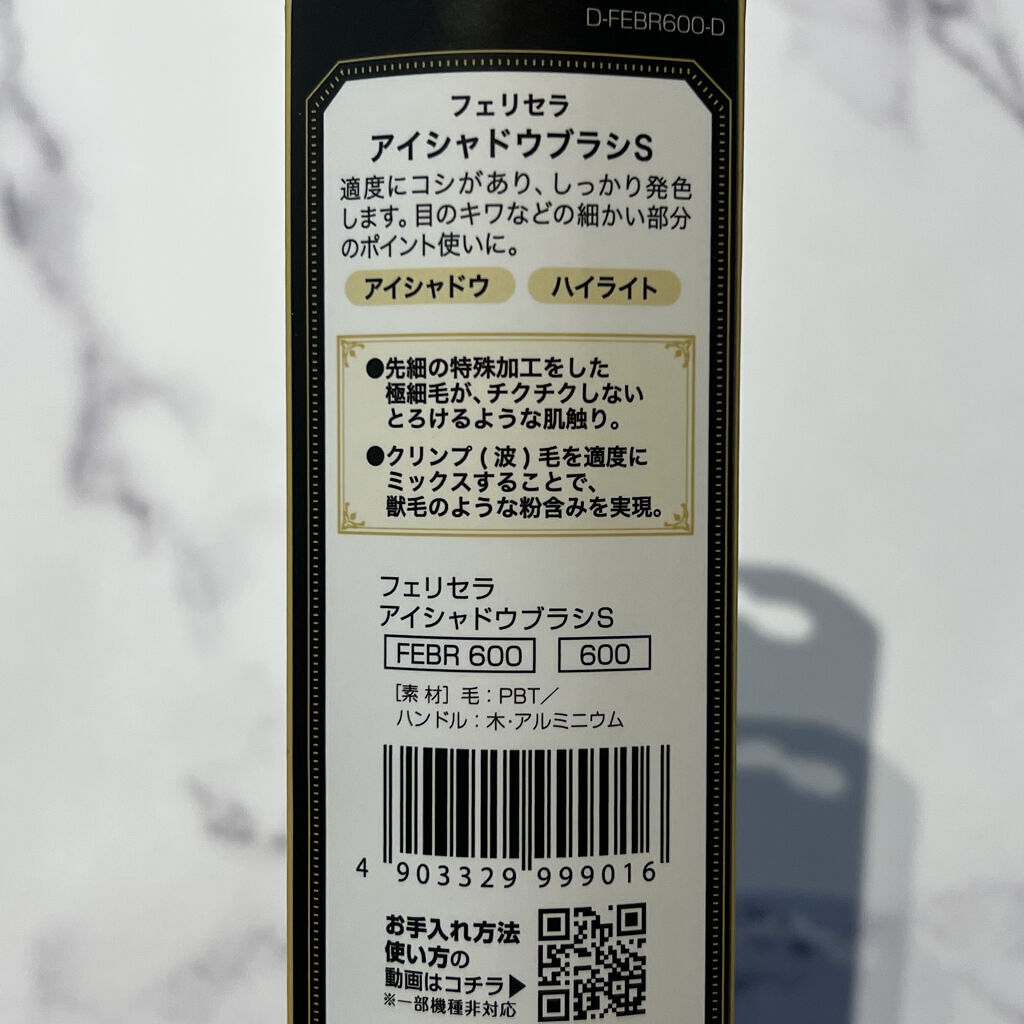 D-FEBR600-D
フェリセラ
アイシャドウブラシS
適度にコシがあり、しっかり発色
します。目のキワなどの細かい部分
のポイント使いに。
アイシャドウ ハイライト
●先細の特殊加工をした
極細毛が、チクチクしない
とろけるような肌触り。
●クリンプ(波)毛を適度に
ミックスすることで、
獣毛のような粉含みを実現。
フェリセラ
アイシャドウブラシS
FEBR 600 600
[素材] 毛：PBT／
ハンドル：木・アルミニウム
4 903329 999016
お手入れ方法
使い方の
動画はコチラ▶
※一部機種非対応